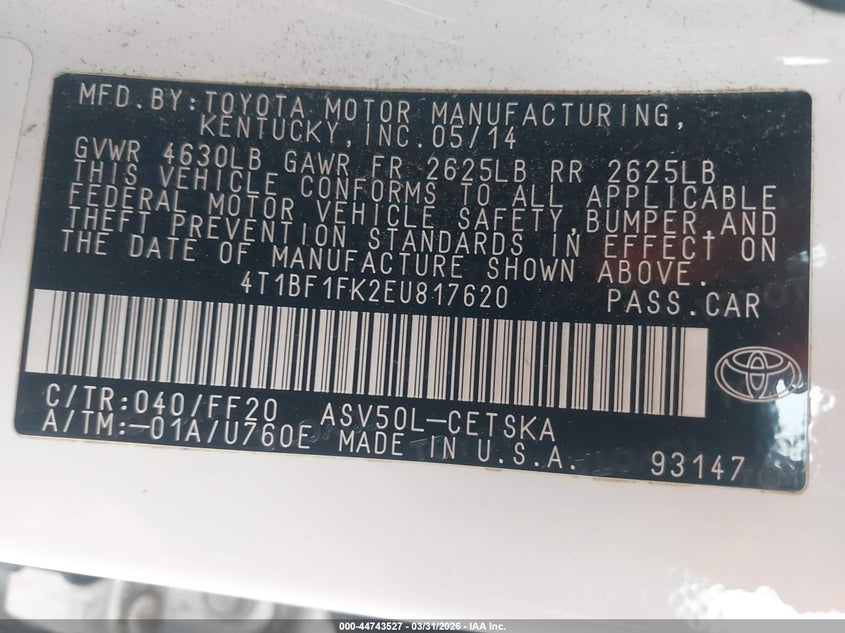 MFD.BY:TOYOTA MOTOR MANUFACTURING,
KENTUCKY,INC.05/14
GVWR 4630LB GAWR FR 2625LB RR 2625LB
THIS VEHICLE CONFORMS TO ALL APPLICABLE
FEDERAL MOTOR VEHICLE SAFETY,BUMPER,AND
THEFT PREVENTION STANDARDS IN EFFECT ON
THE DATE OF MANUFACTURE SHOWN ABOVE.
4T1BF1FK2EU817620 PASS.CAR
C/TR:040/FF20 ASV50L-CETSKA
A/TM:-01A/U760E MADE IN U.S.A. 93147
000-44743527 - 03/31/2026 - IAA Inc.